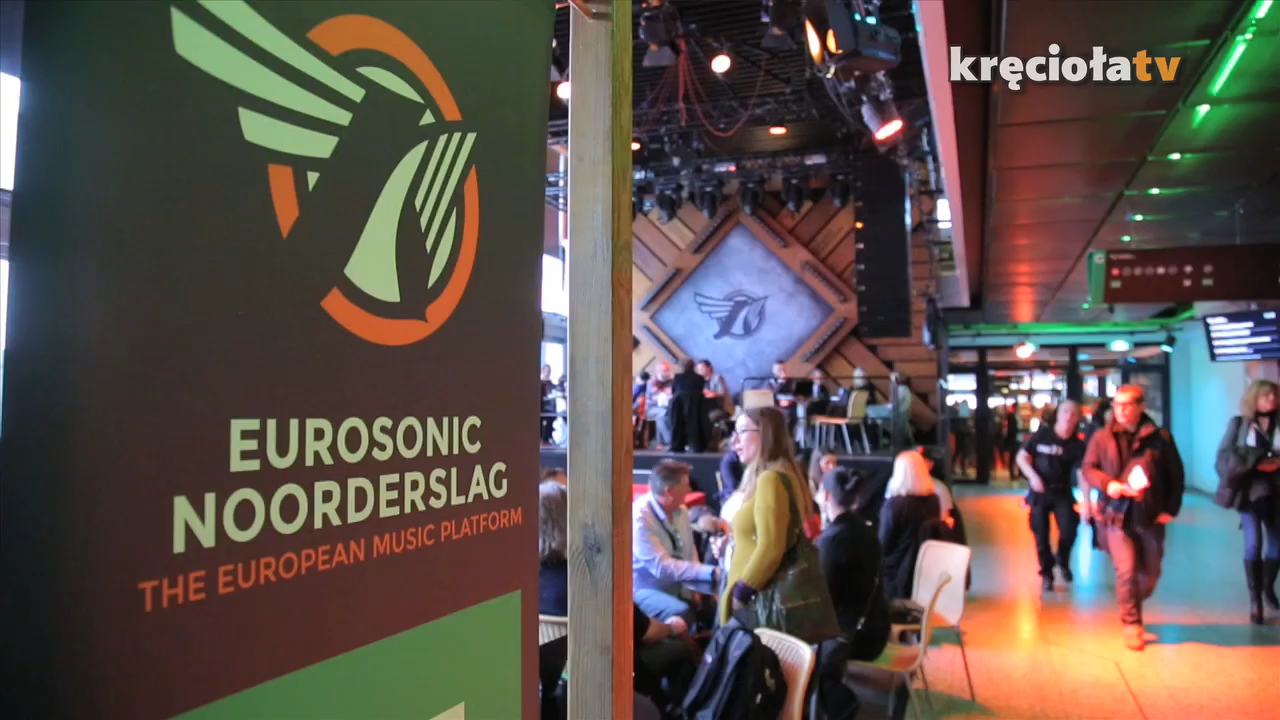 kręciołatv
EUROSONIC
NOORDERSLAG
THE EUROPEAN MUSIC PLATFORM